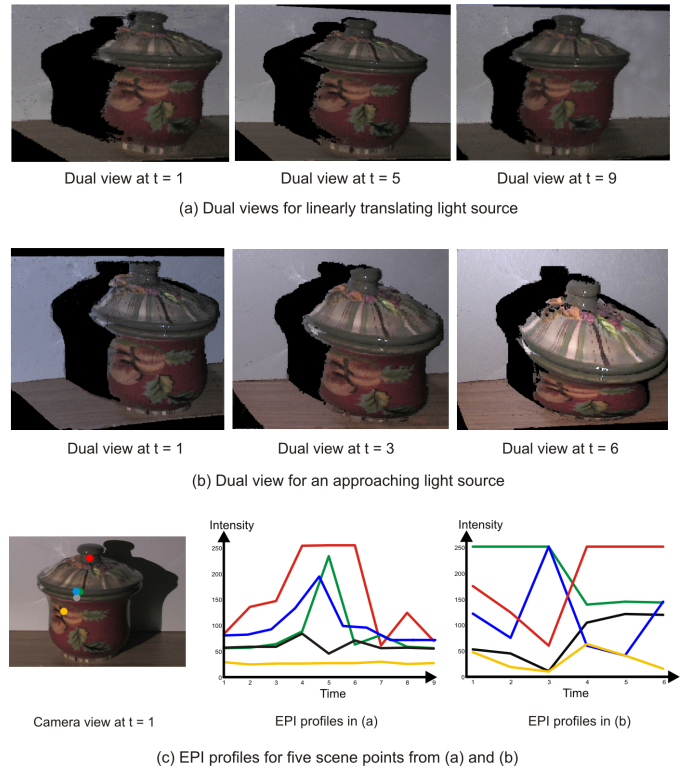 Dual view at t = 1
Dual view at t = 5
Dual view at t = 9
(a) Dual views for linearly translating light source
Dual view at t = 1
Dual view at t = 3
Dual view at t = 6
(b) Dual view for an approaching light source
Intensity
250
200
150
100
50
0
1 2 3 4 5 6 7 8 9
Time
Intensity
250
200
150
100
50
0
1 2 3 4 5 6
Time
Camera view at t = 1
EPI profiles in (a)
EPI profiles in (b)
(c) EPI profiles for five scene points from (a) and (b)